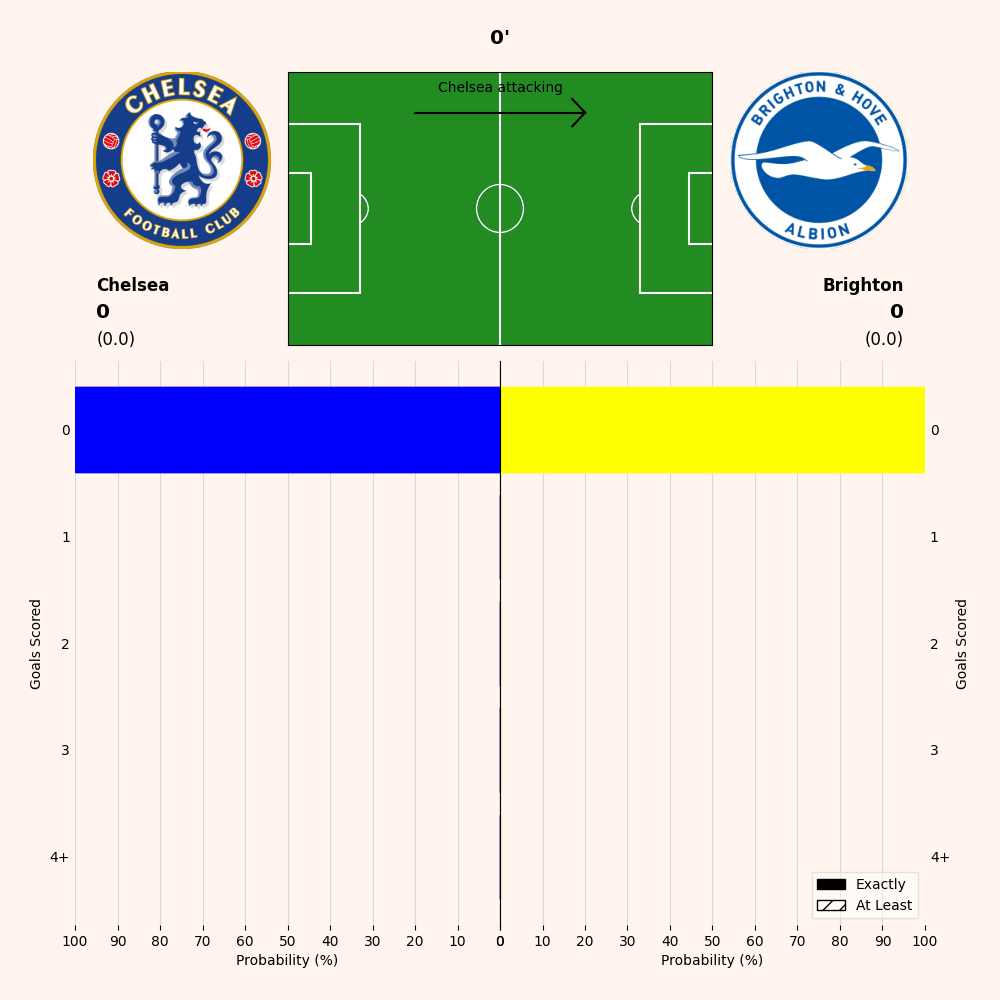 0'
CHELSEA
FOOTBALL CLUB
Chelsea attacking
BRIGHTON & HOVE
ALBION
Chelsea
0
(0.0)
Brighton
0
(0.0)
Goals Scored
0
1
2
3
4+
0
1
2
3
4+
Goals Scored
Exactly
At Least
100 90 80 70 60 50 40 30 20 10 0
0 10 20 30 40 50 60 70 80 90 100
Probability (%)
Probability (%)